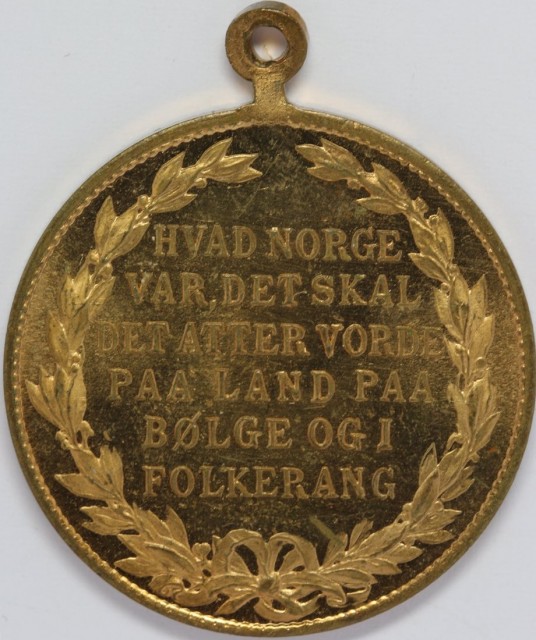 HVAD NORGE
VAR, DET SKAL
DET ATTER VORDE
PAA LAND PAA
BØLGE OG I
FOLKERANG